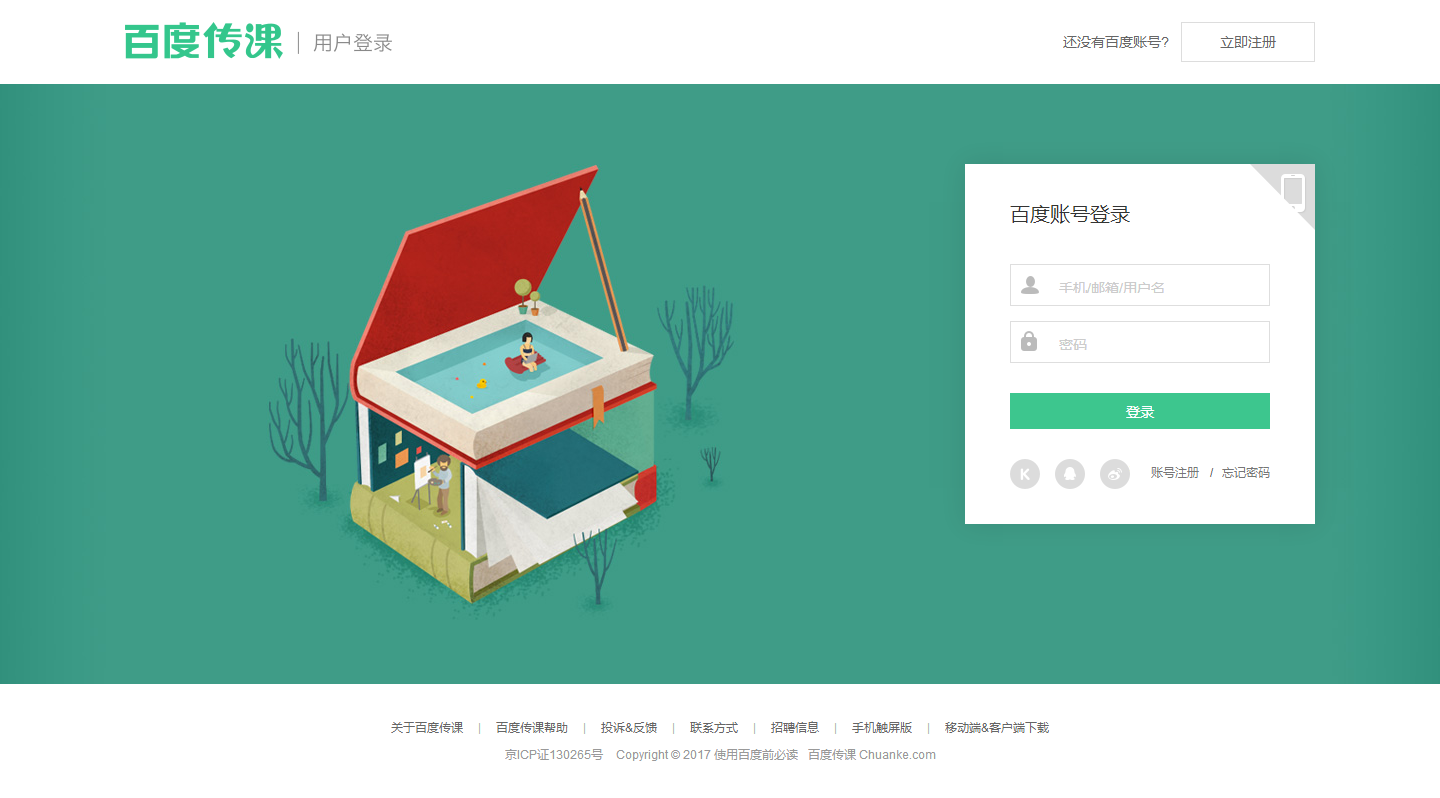 百度传课 | 用户登录
还没有百度账号? 立即注册
百度账号登录
手机/邮箱/用户名
密码
登录
K 账号注册 / 忘记密码
关于百度传课 | 百度传课帮助 | 投诉&反馈 | 联系方式 | 招聘信息 | 手机触屏版 | 移动端&客户端下载
京ICP证130265号 Copyright © 2017 使用百度前必读 百度传课 Chuanke.com